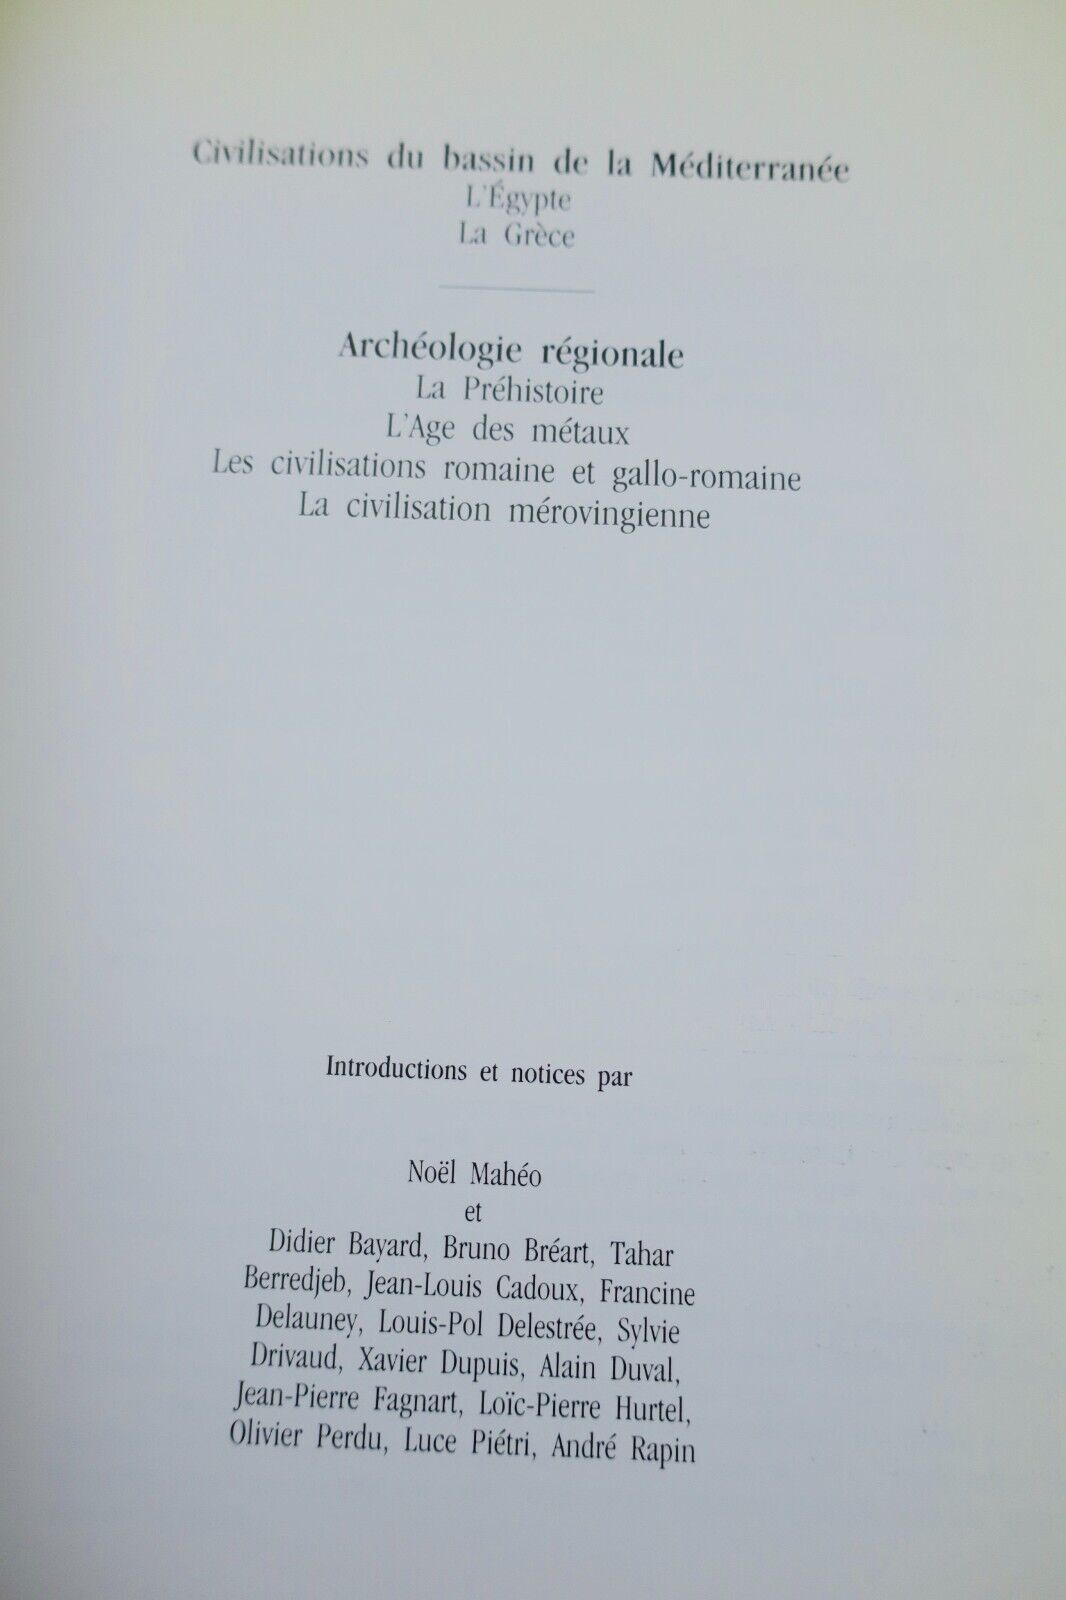 Civilisations du bassin de la Méditerranée
L'Égypte
La Grèce
Archéologie régionale
La Préhistoire
L'Age des métaux
Les civilisations romaine et gallo-romaine
La civilisation mérovingienne
Introductions et notices par
Noël Mahéo
et
Didier Bayard, Bruno Bréart, Tahar
Berredjeb, Jean-Louis Cadoux, Francine
Delauney, Louis-Pol Delestrée, Sylvie
Drivaud, Xavier Dupuis, Alain Duval,
Jean-Pierre Fagnart, Loïc-Pierre Hurtel,
Olivier Perdu, Luce Piétri, André Rapin